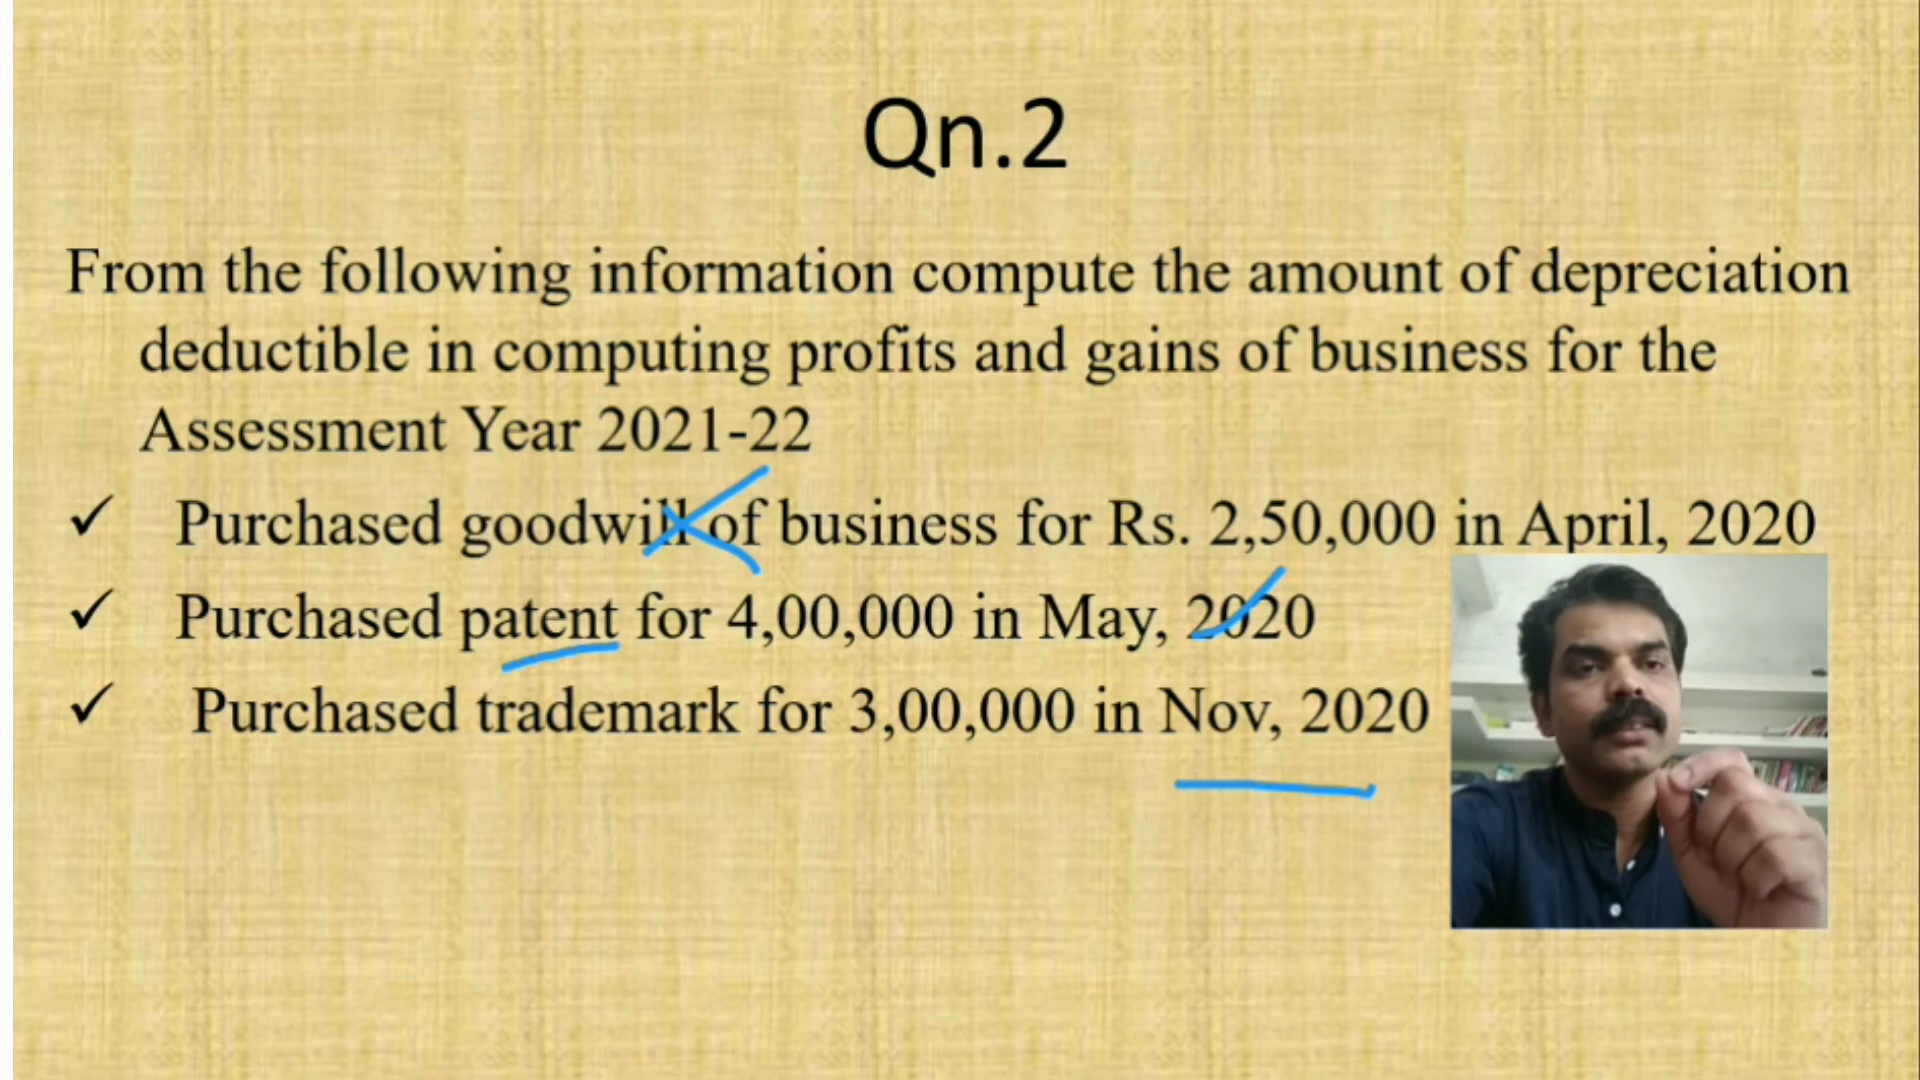 Qn.2
From the following information compute the amount of depreciation
deductible in computing profits and gains of business for the
Assessment Year 2021-22
✓ Purchased goodwill of business for Rs. 2,50,000 in April, 2020
✓ Purchased patent for 4,00,000 in May, 2020
✓ Purchased trademark for 3,00,000 in Nov, 2020